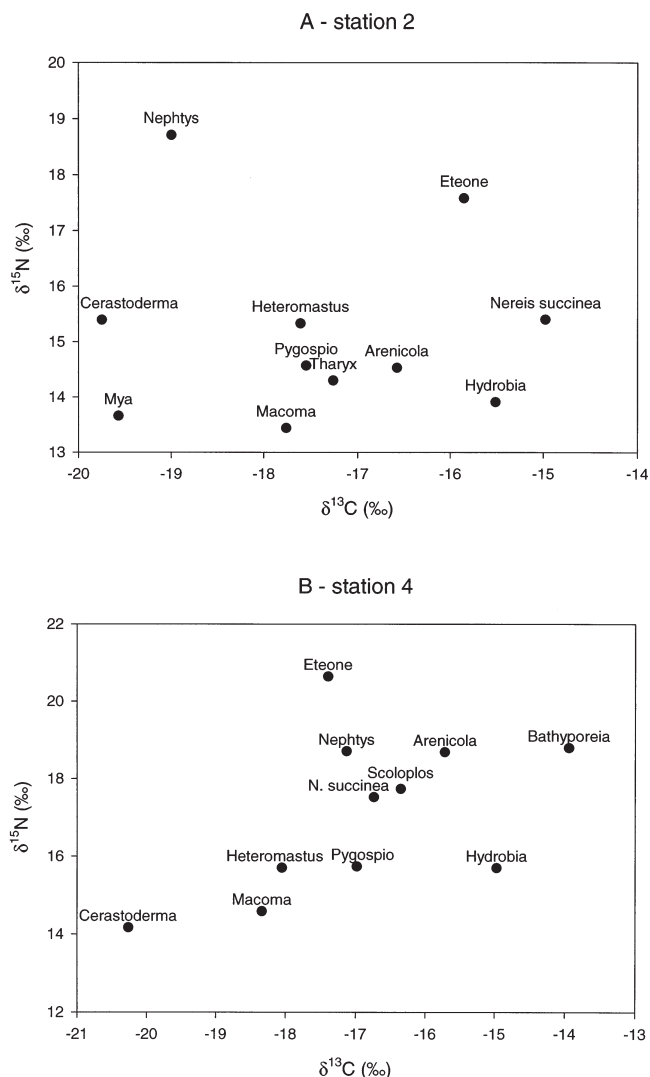 A - station 2
20
19
Nephtys
18
Eteone
17
δ15N (‰)
16
Cerastoderma
Heteromastus
Nereis succinea
15
Pygospio
Tharyx
Arenicola
14
Mya
Macoma
Hydrobia
13
-20 -19 -18 -17 -16 -15 -14
δ13C (‰)
B - station 4
22
Eteone
20
Nephtys
Arenicola
Bathyporeia
18
N. succinea
Scoloplos
δ15N (‰)
16
Heteromastus
Pygospio
Hydrobia
Macoma
14
Cerastoderma
12
-21 -20 -19 -18 -17 -16 -15 -14 -13
δ13C (‰)